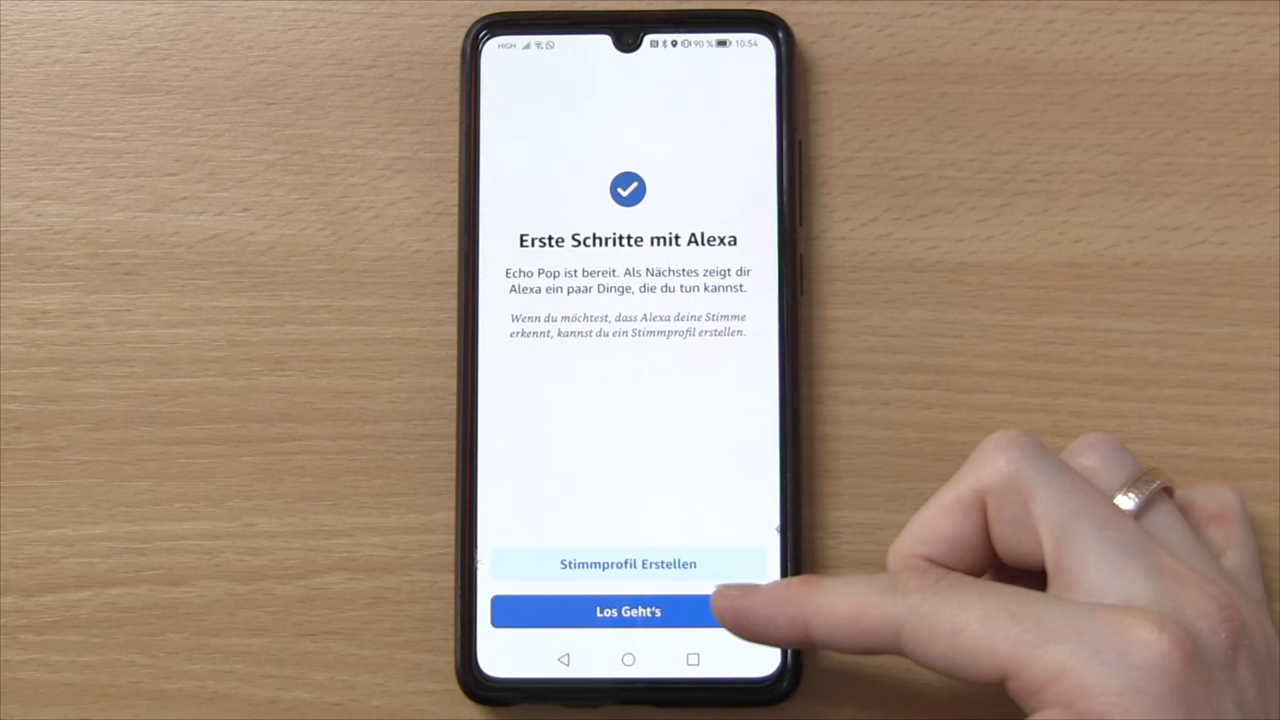 HIGH 90 % 10:54
Erste Schritte mit Alexa
Echo Pop ist bereit. Als Nächstes zeigt dir
Alexa ein paar Dinge, die du tun kannst.
Wenn du möchtest, dass Alexa deine Stimme
erkennt, kannst du ein Stimmprofil erstellen.
Stimmprofil Erstellen
Los Geht's